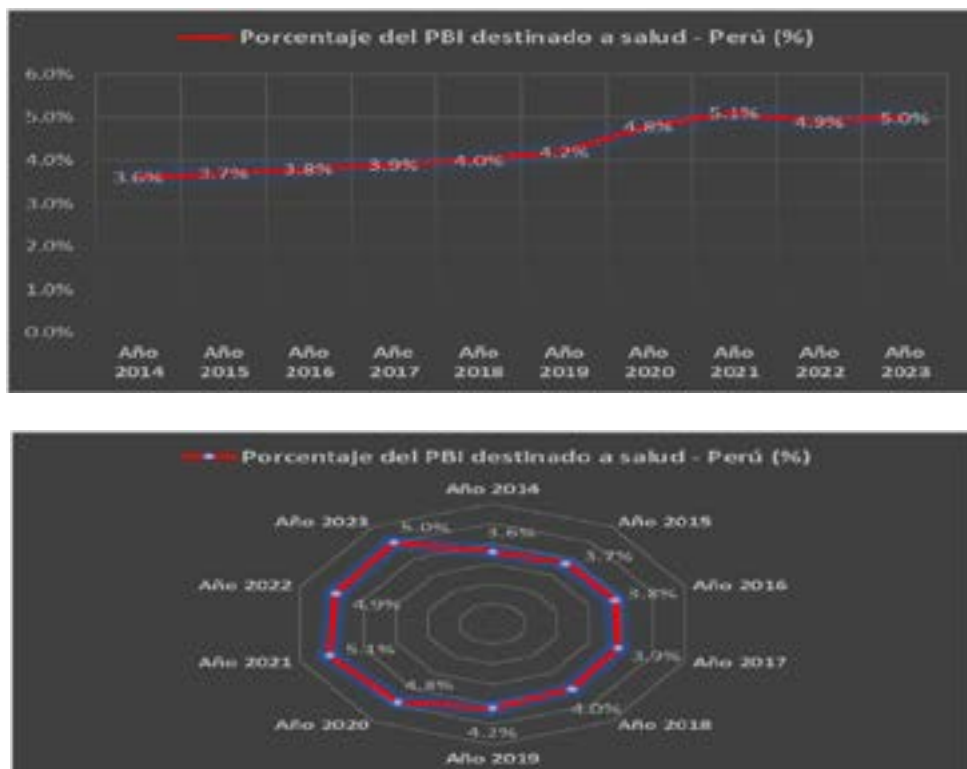 Porcentaje del PBI destinado a salud - Perú (%)
6.0%
5.0%
4.0%
3.0%
2.0%
1.0%
0.0%
3.6% 3.7% 3.8% 3.9% 4.0% 4.2% 4.8% 5.1% 4.9% 5.0%
Año Año Año Año Año Año Año Año Año Año
2014 2015 2016 2017 2018 2019 2020 2021 2022 2023
Porcentaje del PBI destinado a salud - Perú (%)
Año 2014
Año 2023 5.0% 3.6% Año 2015
3.7%
Año 2022 4.9% 3.8% Año 2016
Año 2021 5.1% 3.9% Año 2017
4.8% 4.0%
Año 2020 4.2% Año 2018
Año 2019